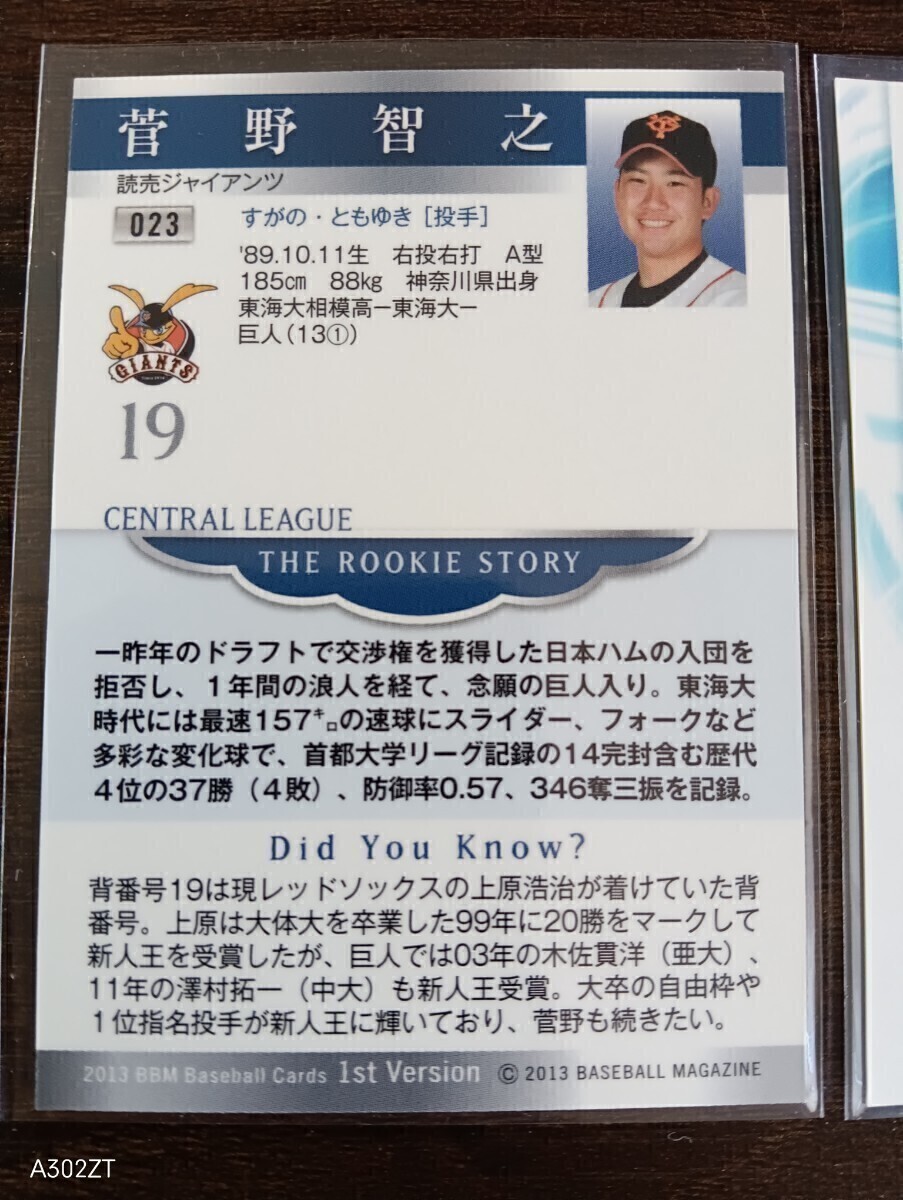 菅野智之
読売ジャイアンツ
023
すがの・ともゆき［投手］
'89.10.11生 右投右打 A型
185㎝ 88kg 神奈川県出身
東海大相模高ー東海大ー
巨人(13①)
GIANTS
19
CENTRAL LEAGUE
THE ROOKIE STORY
一昨年のドラフトで交渉権を獲得した日本ハムの入団を
拒否し、１年間の浪人を経て、念願の巨人入り。東海大
時代には最速157㌔の速球にスライダー、フォークなど
多彩な変化球で、首都大学リーグ記録の14完封含む歴代
４位の37勝（４敗）、防御率0.57、346奪三振を記録。
Did You Know?
背番号19は現レッドソックスの上原浩治が着けていた背
番号。上原は大体大を卒業した99年に20勝をマークして
新人王を受賞したが、巨人では03年の木佐貫洋（亜大）、
11年の澤村拓一（中大）も新人王受賞。大卒の自由枠や
１位指名投手が新人王に輝いており、菅野も続きたい。
2013 BBM Baseball Cards 1st Version © 2013 BASEBALL MAGAZINE
A302ZT